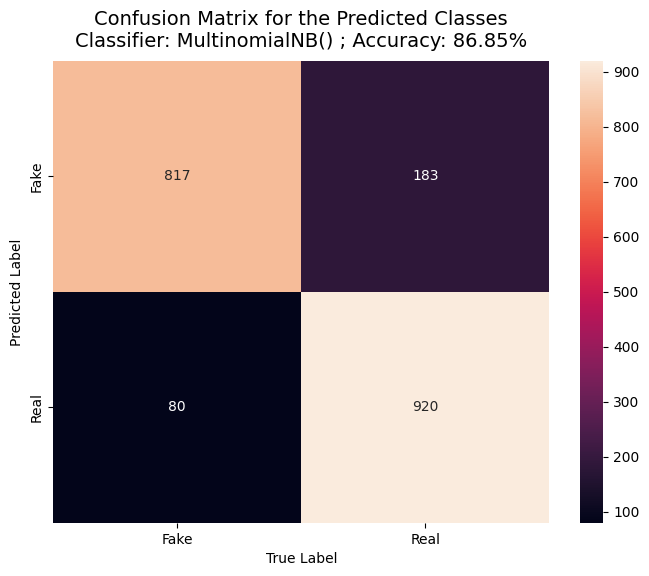 Confusion Matrix for the Predicted Classes
Classifier: MultinomialNB() ; Accuracy: 86.85%
Predicted Label
Fake
Real
817
183
80
920
Fake
Real
True Label
900
800
700
600
500
400
300
200
100